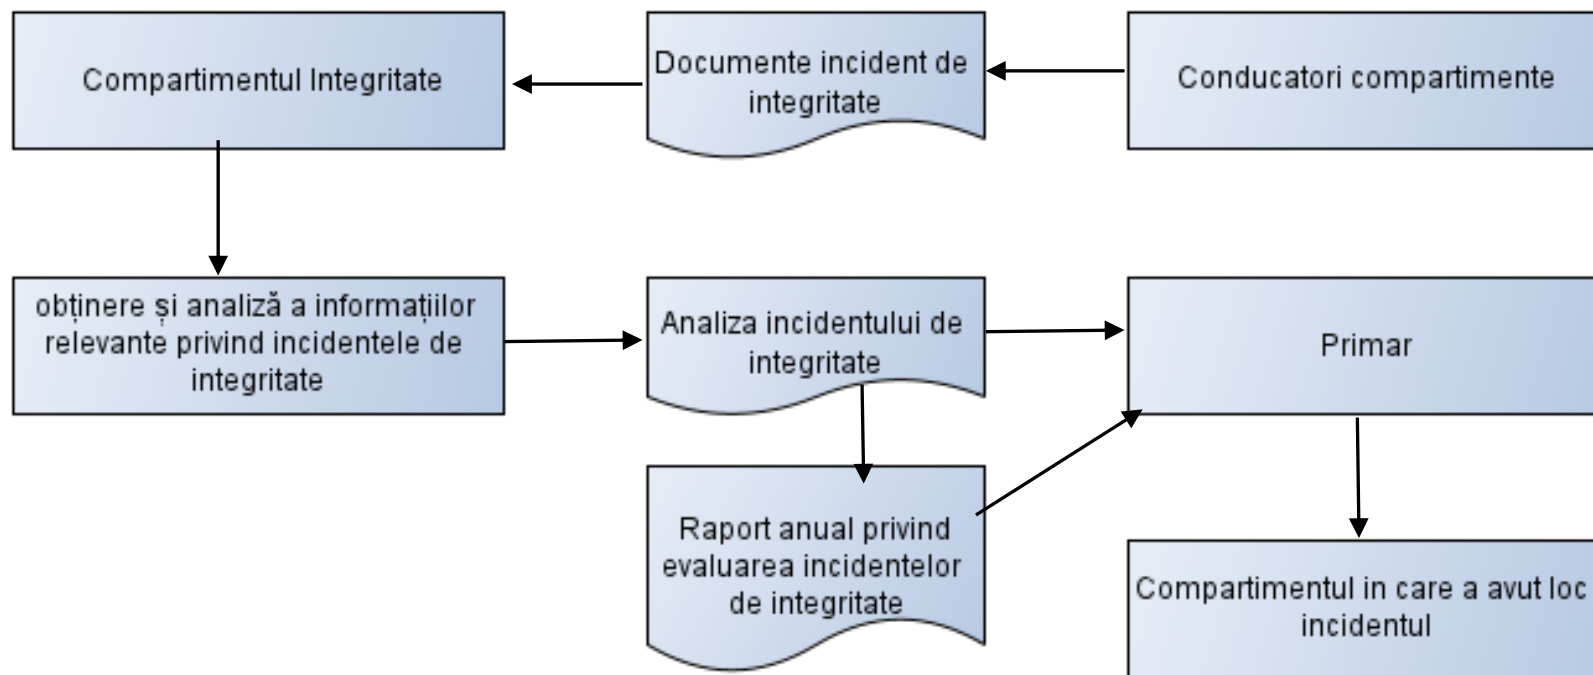 Compartimentul Integritate
Documente incident de
integritate
Conducatori compartimente
obținere și analiză a informațiilor
relevante privind incidentele de
integritate
Analiza incidentului de
integritate
Primar
Raport anual privind
evaluarea incidentelor
de integritate
Compartimentul in care a avut loc
incidentul